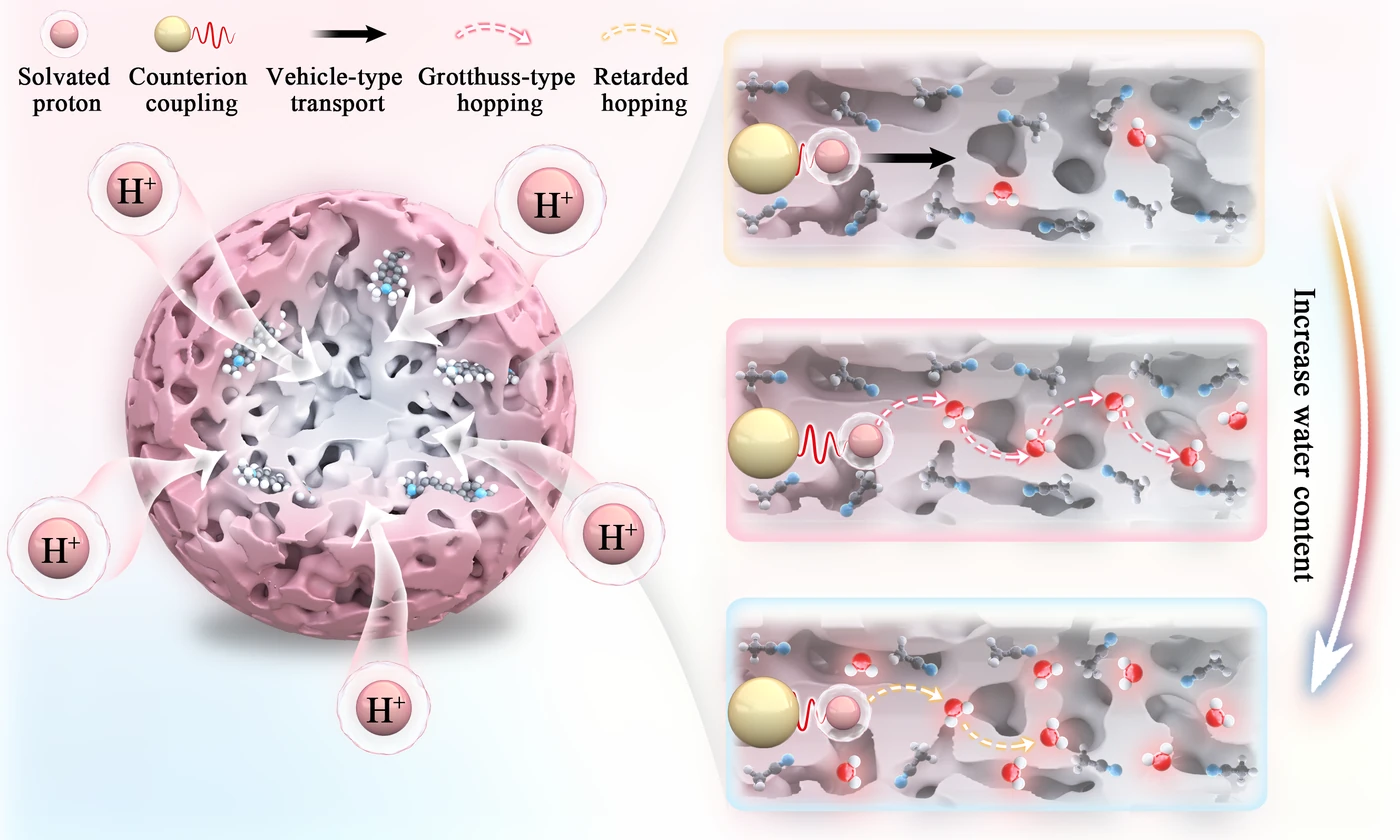 Solvated
proton
Counterion
coupling
Vehicle-type
transport
Grotthuss-type
hopping
Retarded
hopping
H⁺
H⁺
H⁺
H⁺
H⁺
Increase water content